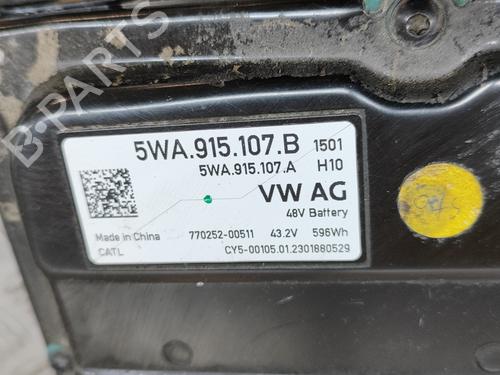 5WA.915.107.B 1501
5WA.915.107.A H10
VW AG
48V Battery
Made in China 770252-00511 43.2V 596Wh
CATL CY5-00105.01.2301880529
B-Parts